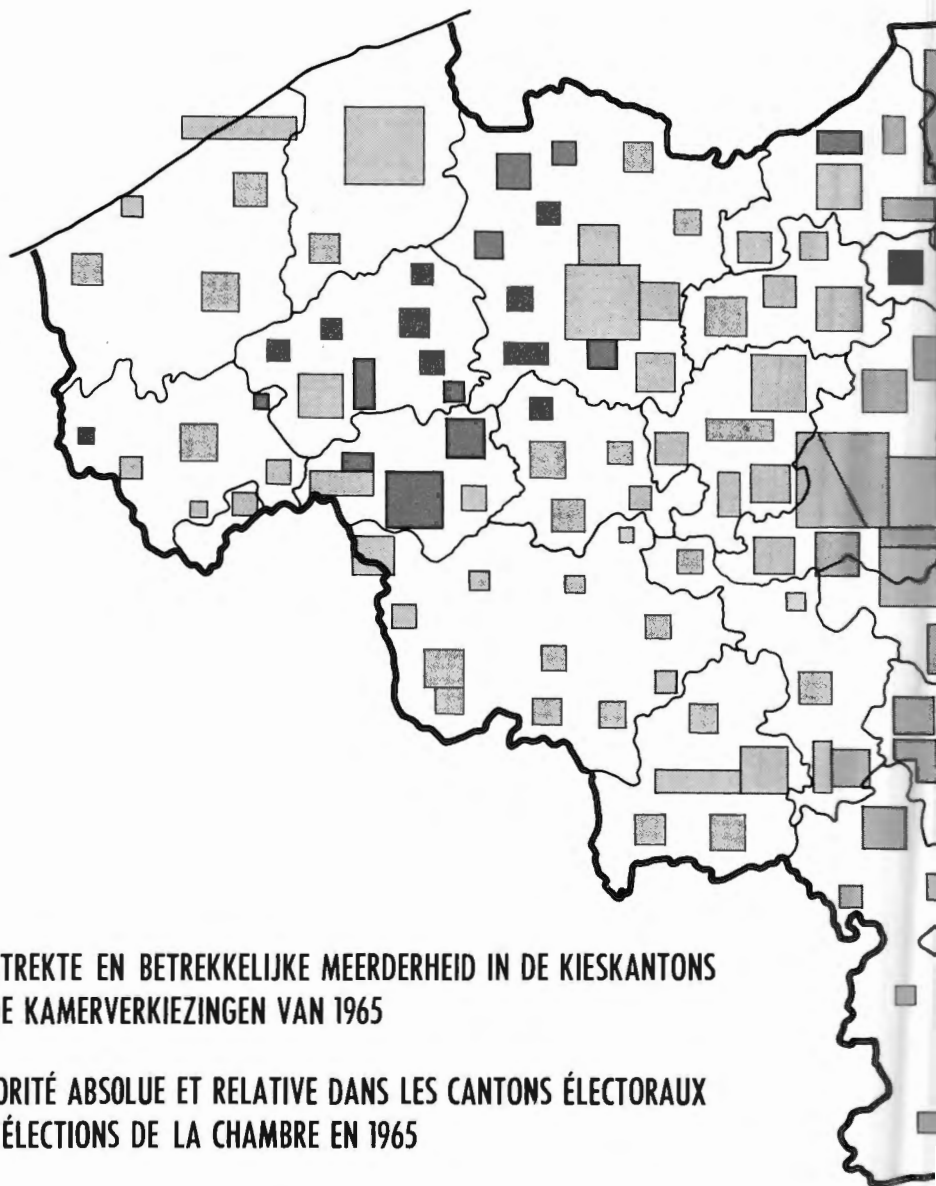 TREKTE EN BETREKKELIJKE MEERDERHEID IN DE KIESKANTONS
E KAMERVERKIEZINGEN VAN 1965
ORITÉ ABSOLUE ET RELATIVE DANS LES CANTONS ÉLECTORAUX
ÉLECTIONS DE LA CHAMBRE EN 1965